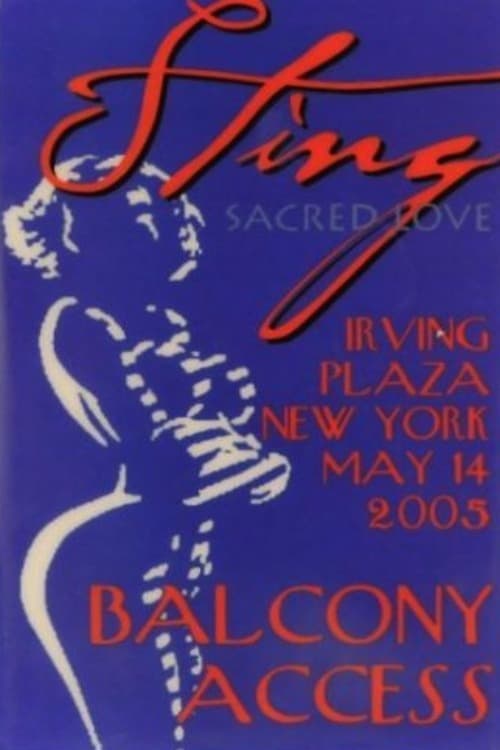 Sting
SACRED LOVE
IRVING
PLAZA
NEW YORK
MAY 14
2005
BALCONY
ACCESS